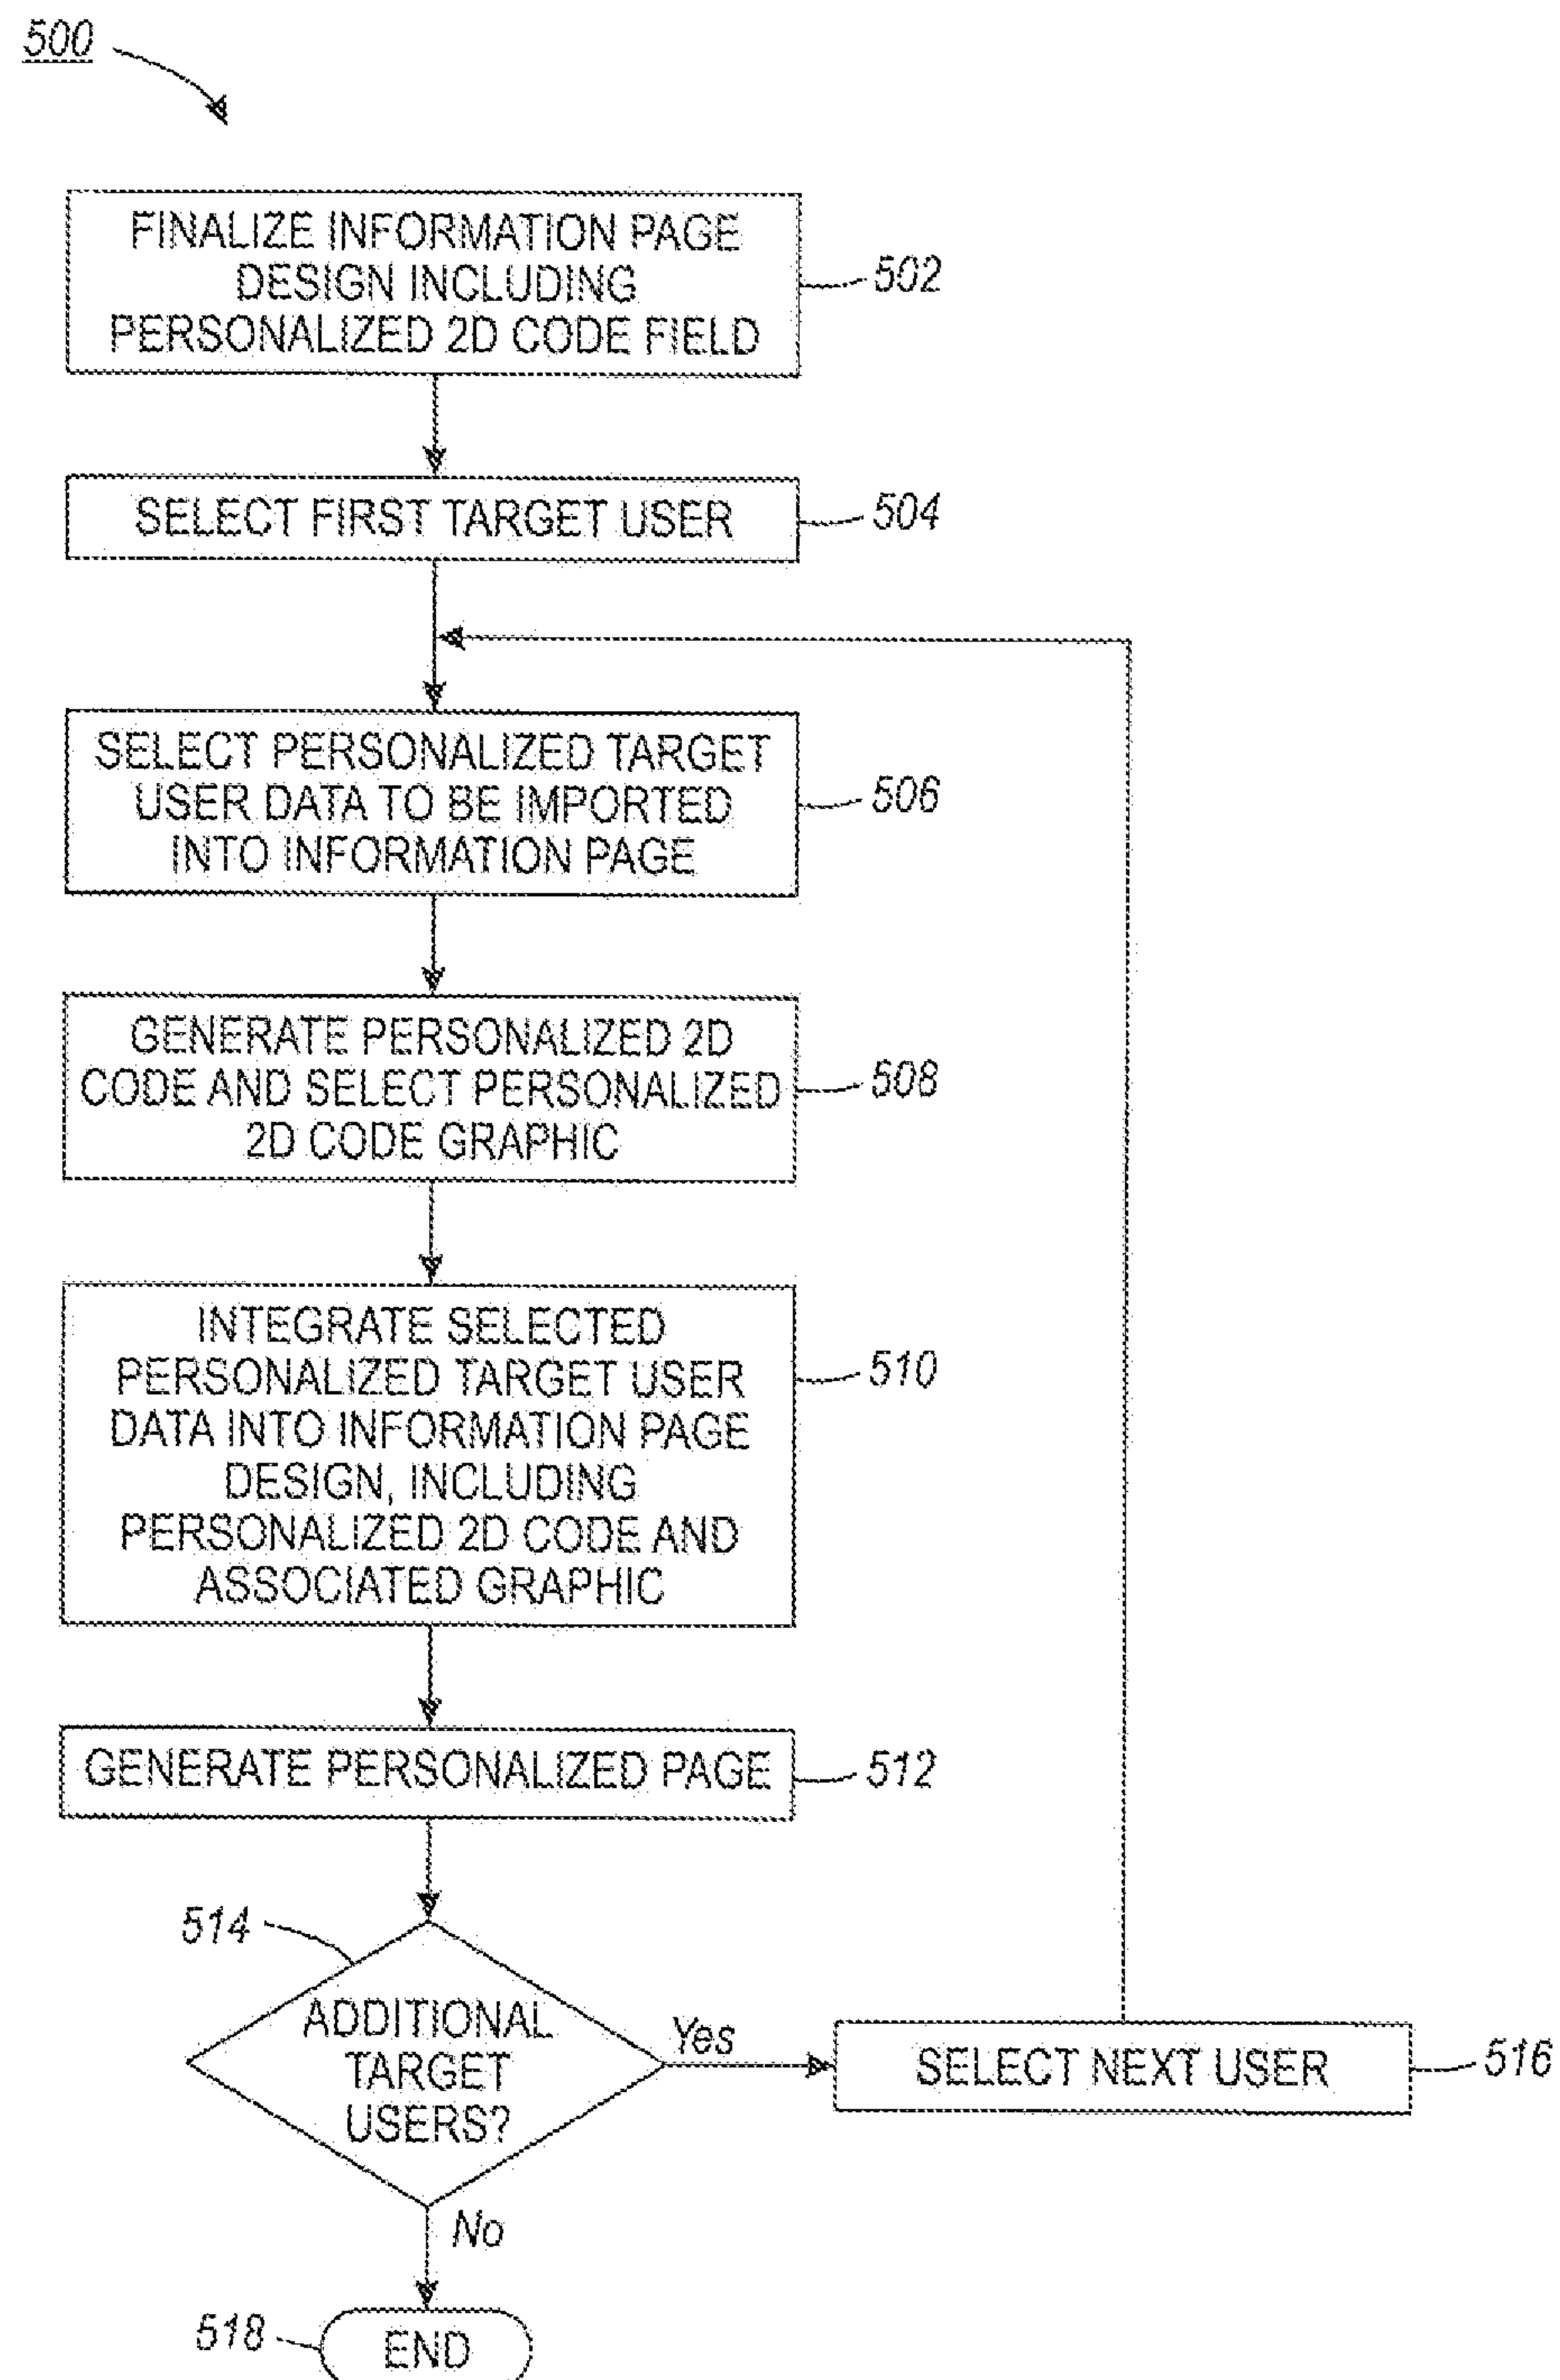 500
FINALIZE INFORMATION PAGE
DESIGN INCLUDING
PERSONALIZED 2D CODE FIELD
502
SELECT FIRST TARGET USER
504
SELECT PERSONALIZED TARGET
USER DATA TO BE IMPORTED
INTO INFORMATION PAGE
506
GENERATE PERSONALIZED 2D
CODE AND SELECT PERSONALIZED
2D CODE GRAPHIC
508
INTEGRATE SELECTED
PERSONALIZED TARGET USER
DATA INTO INFORMATION PAGE
DESIGN, INCLUDING
PERSONALIZED 2D CODE AND
ASSOCIATED GRAPHIC
510
GENERATE PERSONALIZED PAGE
512
514
ADDITIONAL
TARGET
USERS?
Yes
SELECT NEXT USER
516
No
518
END